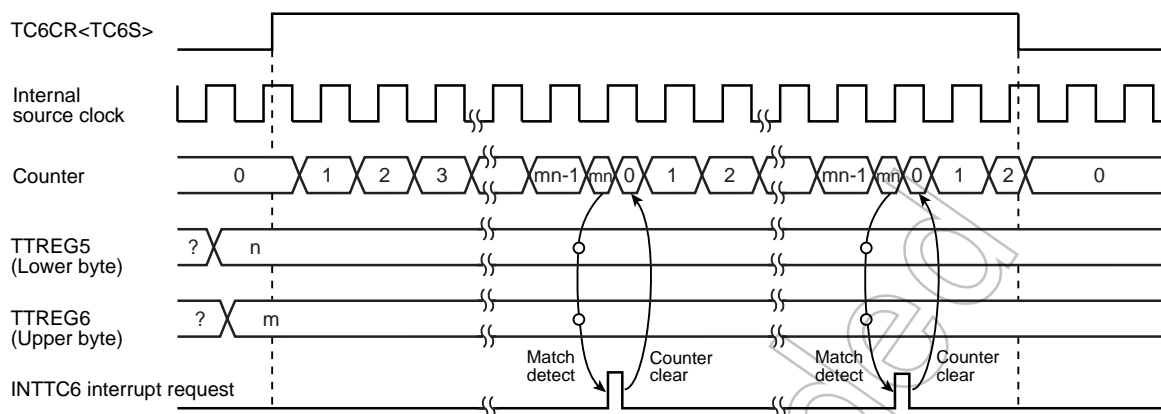 TC6CR<TC6S>
Internal
source clock
Counter
0 1 2 3 mn-1 mn 0 1 2 mn-1 mn 0 1 2 0
TTREG5
(Lower byte)
? n
TTREG6
(Upper byte)
? m
Match
detect
Counter
clear
Match
detect
Counter
clear
INTTC6 interrupt request